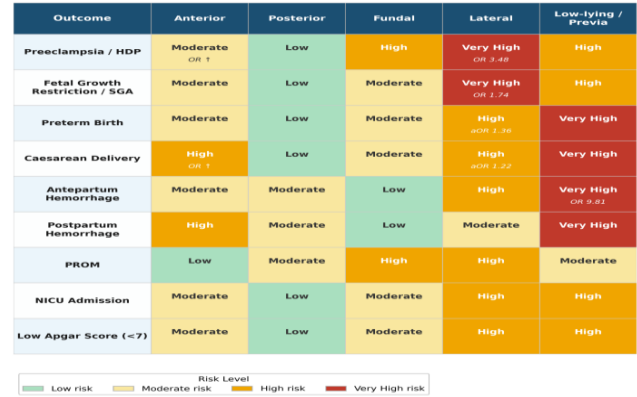 Outcome Anterior Posterior Fundal Lateral Low-lying / Previa
Preeclampsia / HDP Moderate OR ↑ Low High Very High OR 3.48 High
Fetal Growth Restriction / SGA Moderate Low Moderate Very High OR 1.74 High
Preterm Birth Moderate Low Moderate High aOR 1.36 Very High
Caesarean Delivery High OR ↑ Low Moderate High aOR 1.22 Very High
Antepartum Hemorrhage Moderate Moderate Low High Very High OR 9.81
Postpartum Hemorrhage High Moderate Low Moderate Very High
PROM Low Moderate High High Moderate
NICU Admission Moderate Low Moderate High High
Low Apgar Score (<7) Moderate Low Moderate High High
Risk Level
Low risk Moderate risk High risk Very High risk